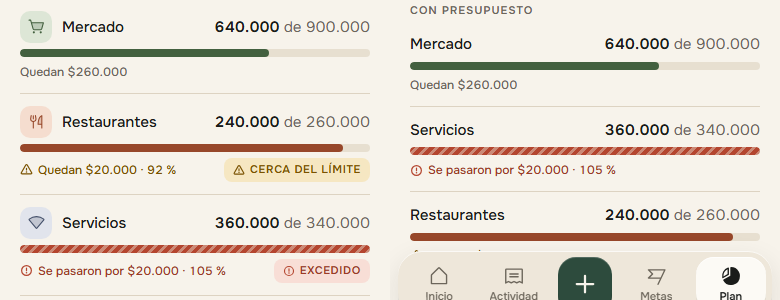 Mercado 640.000 de 900.000
Quedan $260.000
Restaurantes 240.000 de 260.000
Quedan $20.000 · 92 % CERCA DEL LÍMITE
Servicios 360.000 de 340.000
Se pasaron por $20.000 · 105 % EXCEDIDO
CON PRESUPUESTO
Mercado 640.000 de 900.000
Quedan $260.000
Servicios 360.000 de 340.000
Se pasaron por $20.000 · 105 %
Restaurantes 240.000 de 260.000
Inicio Actividad Metas Plan